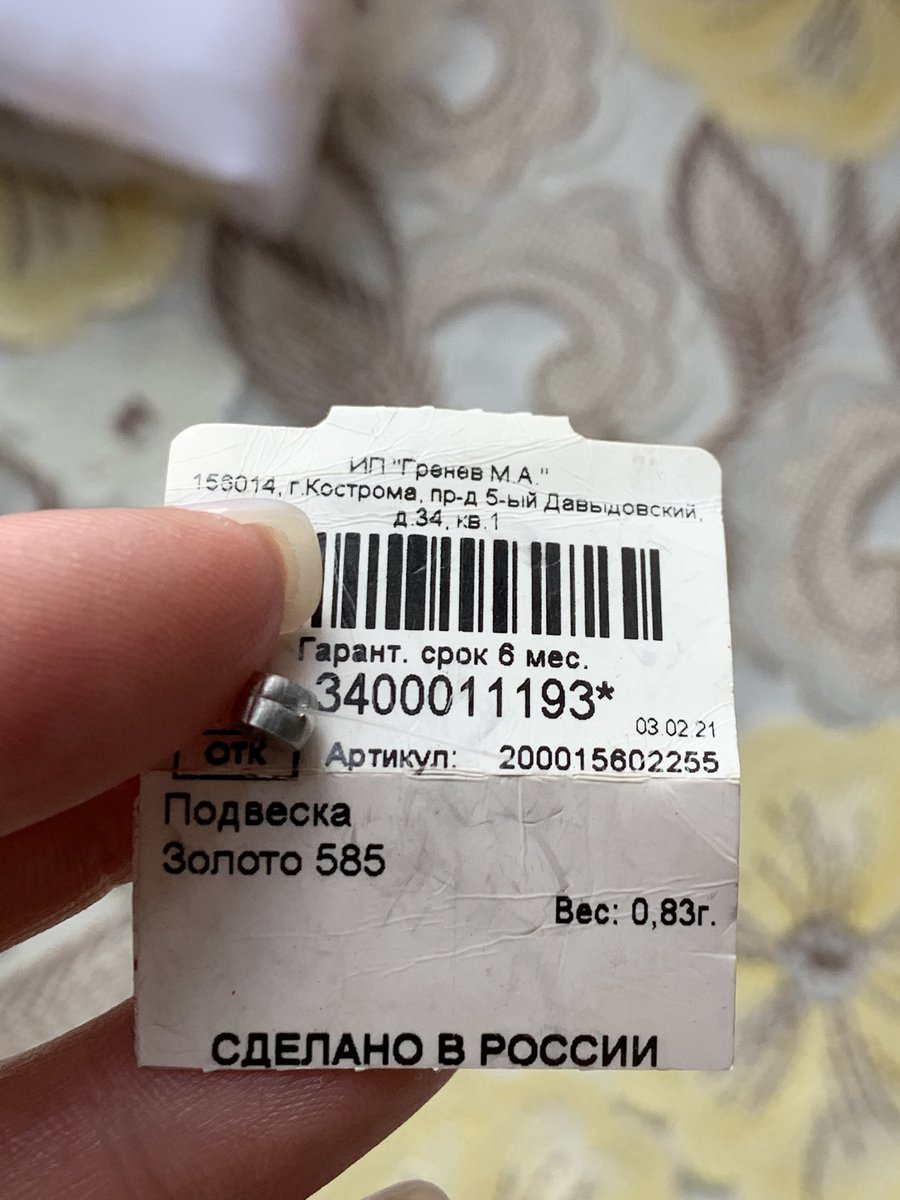 ИП "Гренев М.А."
156014, г.Кострома, пр-д 5-ый Давыдовский,
д.34, кв.1
Гарант. срок 6 мес.
3400011193*
03.02.21
ОТК Артикул: 200015602255
Подвеска
Золото 585
Вес: 0,83г.
СДЕЛАНО В РОССИИ